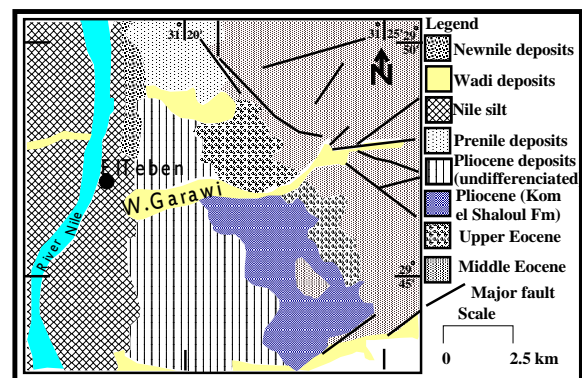 31° 20'
31° 25'
29° 50'
N
ElTeben
W.Garawi
River Nile
29° 45'
Legend
Newnile deposits
Wadi deposits
Nile silt
Prenile deposits
Pliocene deposits
(undifferenciated
Pliocene (Kom
el Shaloul Fm)
Upper Eocene
Middle Eocene
Major fault
Scale
0 2.5 km